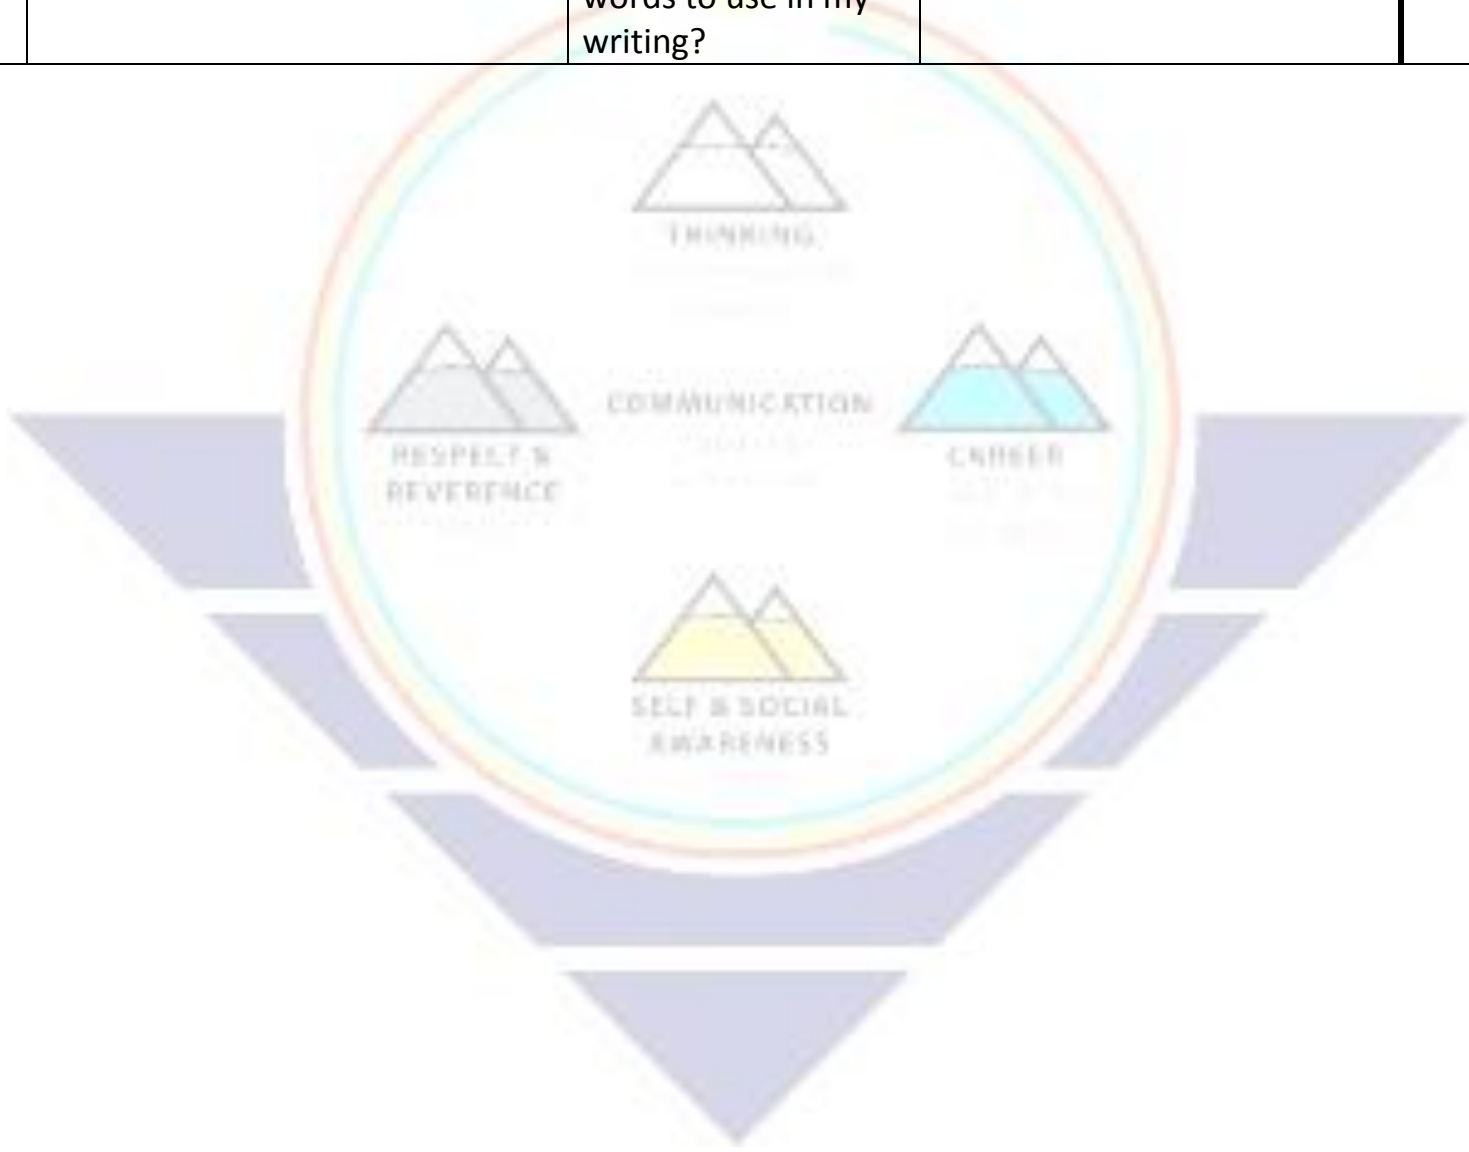 words to use in my
writing?
THINKING
COMMUNICATION
RESPECT &
REVERENCE
CAREER
SELF & SOCIAL
AWARENESS